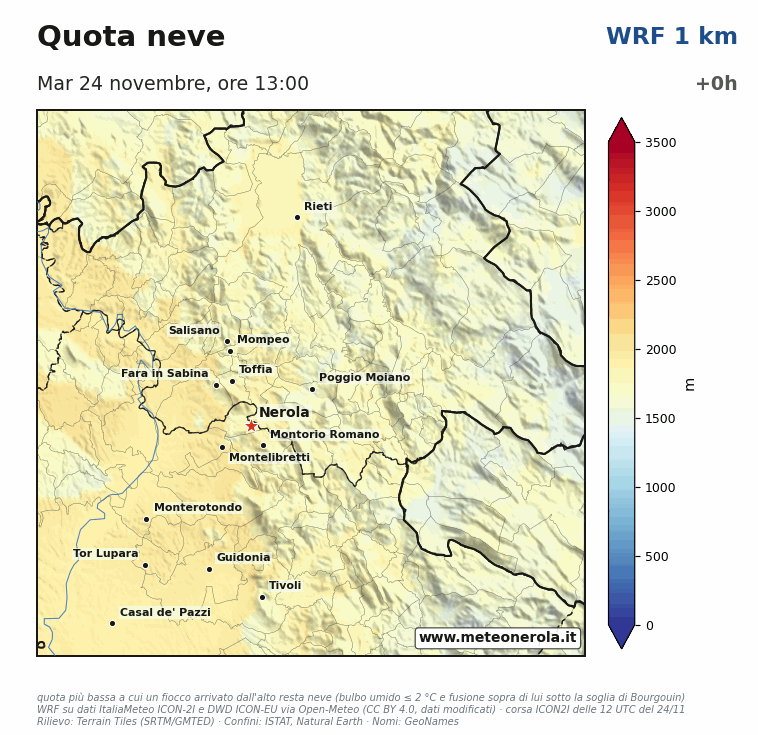 Quota neve
WRF 1 km
Mar 24 novembre, ore 13:00
+0h
Rieti
Salisano
Mompeo
Fara in Sabina
Toffia
Poggio Moiano
Nerola
Montorio Romano
Montelibretti
Monterotondo
Tor Lupara
Guidonia
Tivoli
Casal de' Pazzi
www.meteonerola.it
3500
3000
2500
2000
1500
1000
500
0
m
quota più bassa a cui un fiocco arrivato dall'alto resta neve (bulbo umido ≤ 2 °C e fusione sopra di lui sotto la soglia di Bourgouin)
WRF su dati ItaliaMeteo ICON-2I e DWD ICON-EU via Open-Meteo (CC BY 4.0, dati modificati) · corsa ICON2I delle 12 UTC del 24/11
Rilievo: Terrain Tiles (SRTM/GMTED) · Confini: ISTAT, Natural Earth · Nomi: GeoNames